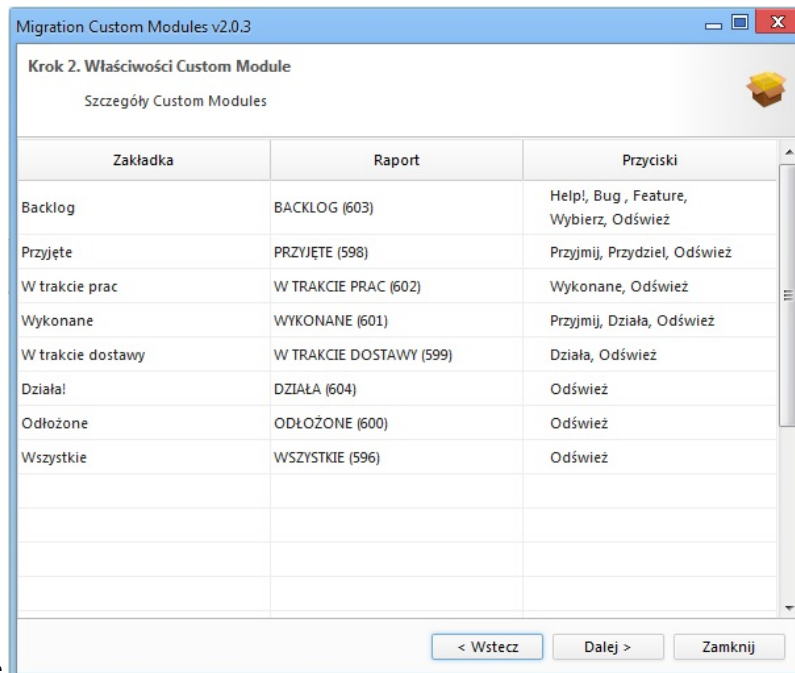 Migration Custom Modules v2.0.3
Krok 2. Właściwości Custom Module
Szczegóły Custom Modules
Zakładka Raport Przyciski
Backlog BACKLOG (603) Help!, Bug , Feature,
Wybierz, Odśwież
Przyjęte PRZYJĘTE (598) Przyjmij, Przydziel, Odśwież
W trakcie prac W TRAKCIE PRAC (602) Wykonane, Odśwież
Wykonane WYKONANE (601) Przyjmij, Działa, Odśwież
W trakcie dostawy W TRAKCIE DOSTAWY (599) Działa, Odśwież
Działa! DZIAŁA (604) Odśwież
Odłożone ODŁOŻONE (600) Odśwież
Wszystkie WSZYSTKIE (596) Odśwież
< Wstecz Dalej > Zamknij